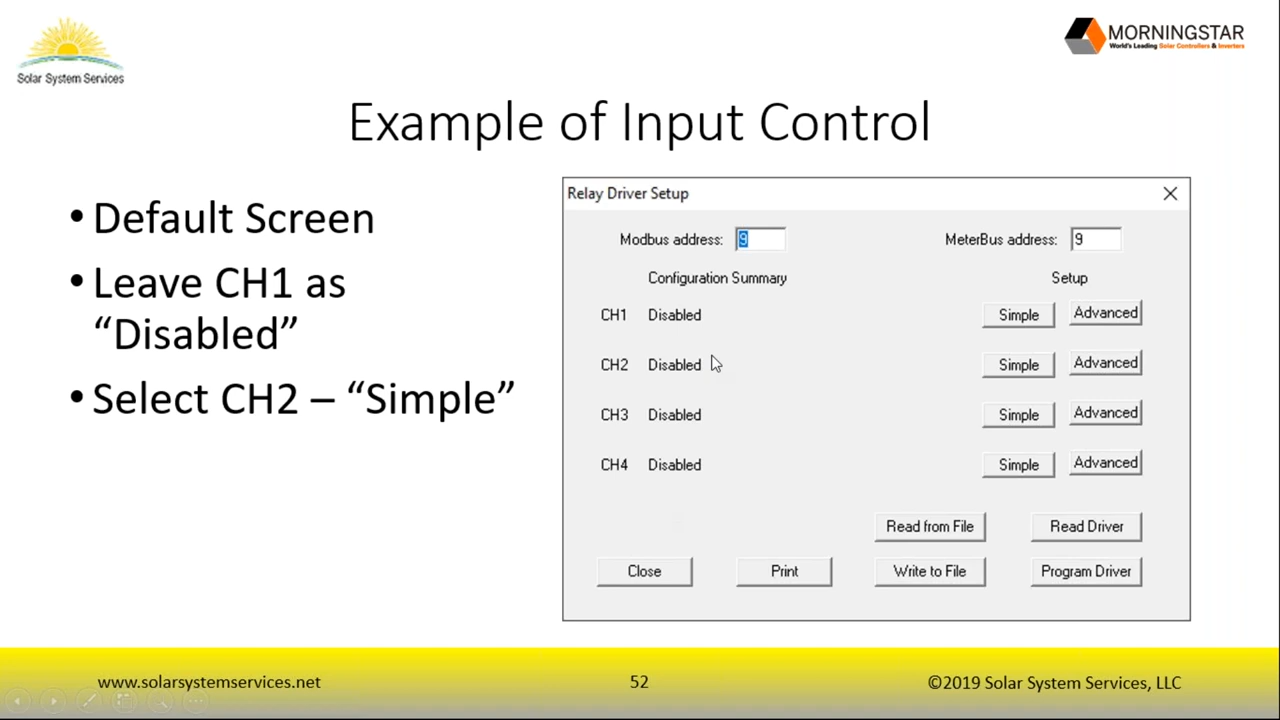 Solar System Services
MORNINGSTAR
World's Leading Solar Controllers & Inverters
Example of Input Control
• Default Screen
• Leave CH1 as
“Disabled”
• Select CH2 – “Simple”
Relay Driver Setup
Modbus address: 9
MeterBus address: 9
Configuration Summary
Setup
CH1 Disabled Simple Advanced
CH2 Disabled Simple Advanced
CH3 Disabled Simple Advanced
CH4 Disabled Simple Advanced
Read from File Read Driver
Close Print Write to File Program Driver
www.solarsystemservices.net
52
©2019 Solar System Services, LLC